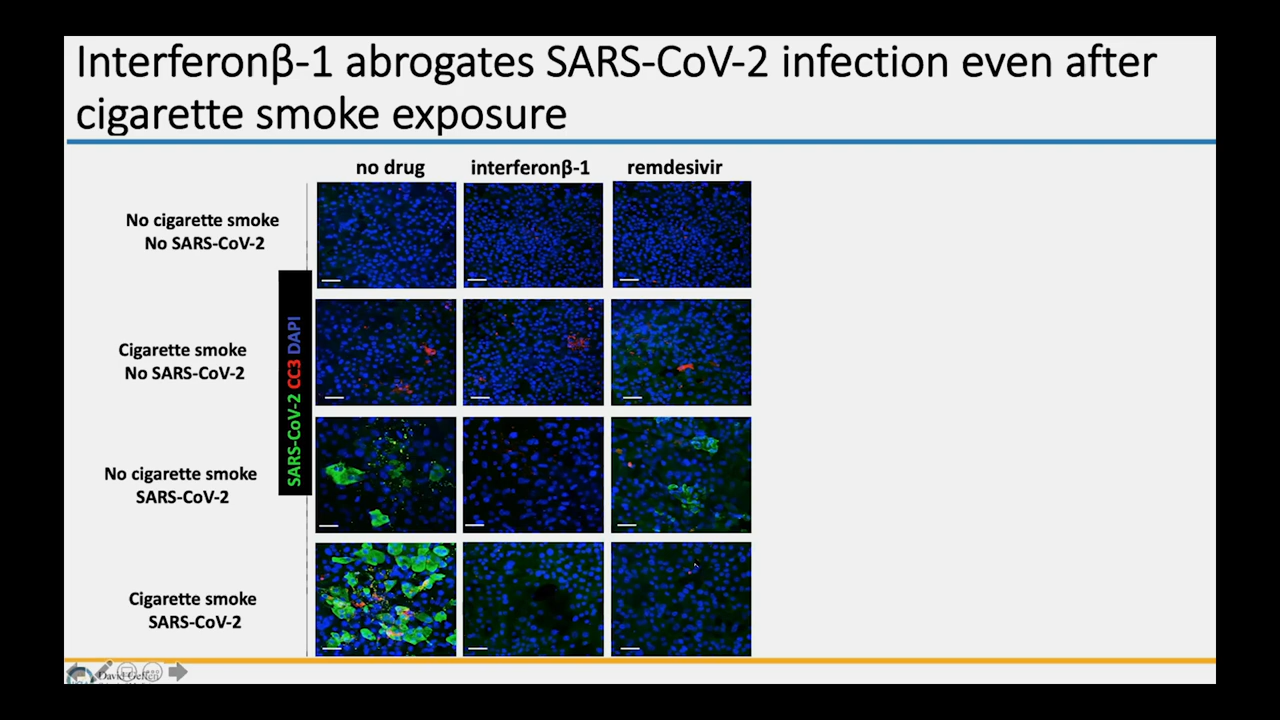 Interferonβ-1 abrogates SARS-CoV-2 infection even after
cigarette smoke exposure
no drug interferonβ-1 remdesivir
No cigarette smoke
No SARS-CoV-2
Cigarette smoke
No SARS-CoV-2
SARS-CoV-2 CC3 DAPI
No cigarette smoke
SARS-CoV-2
Cigarette smoke
SARS-CoV-2
David Geffen